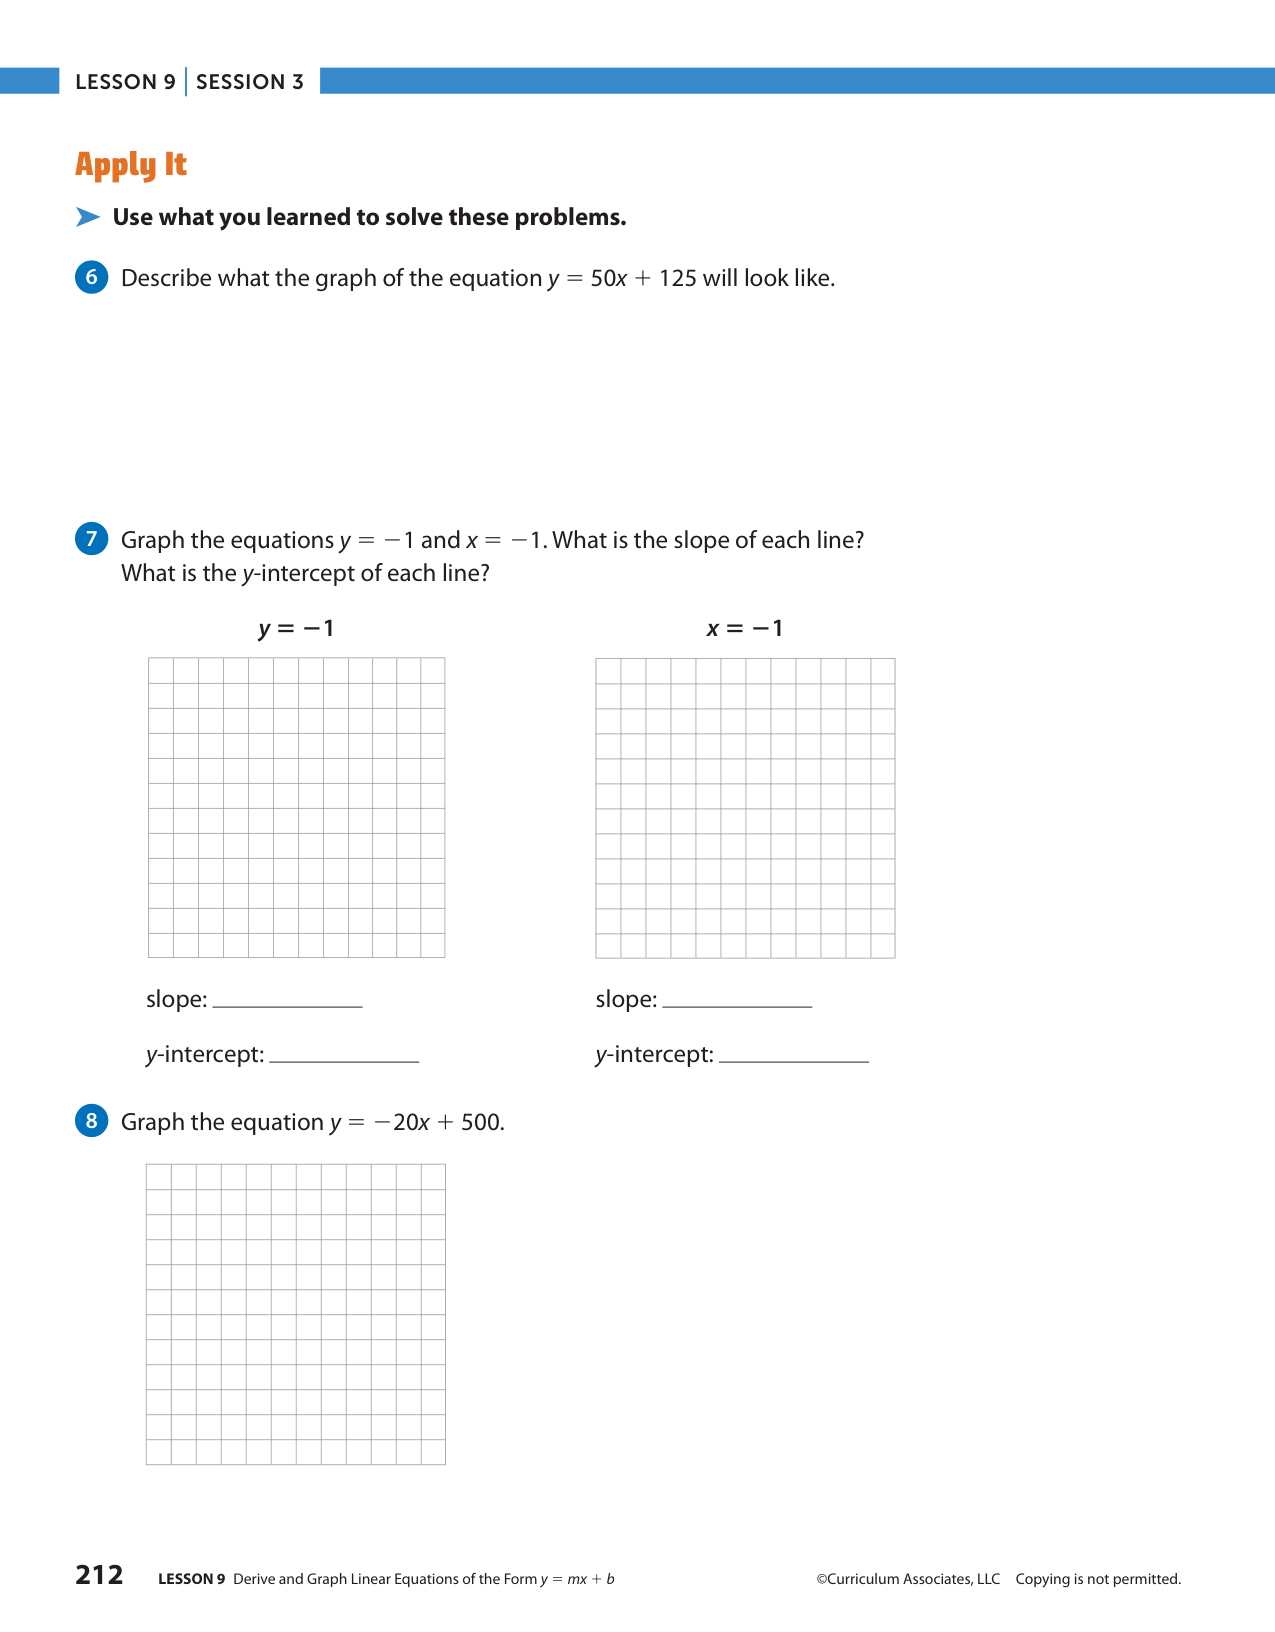 LESSON 9 | SESSION 3
Apply It
Use what you learned to solve these problems.
6 Describe what the graph of the equation y = 50x + 125 will look like.
7 Graph the equations y = −1 and x = −1. What is the slope of each line?
What is the y-intercept of each line?
y = −1 x = −1
slope: ____________ slope: ____________
y-intercept: ____________ y-intercept: ____________
8 Graph the equation y = −20x + 500.
212 LESSON 9 Derive and Graph Linear Equations of the Form y = mx + b ©Curriculum Associates, LLC Copying is not permitted.